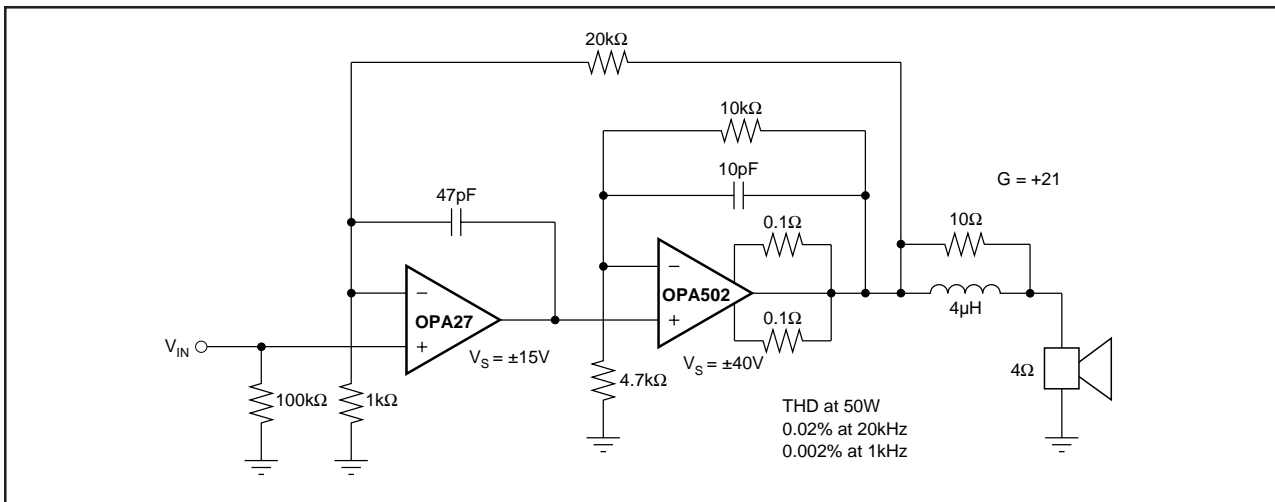 20kΩ
10kΩ
10pF
G = +21
47pF
0.1Ω
10Ω
OPA27
OPA502
4µH
V_IN
V_S = ±15V
0.1Ω
V_S = ±40V
4Ω
100kΩ
1kΩ
4.7kΩ
THD at 50W
0.02% at 20kHz
0.002% at 1kHz
−
+
−
+